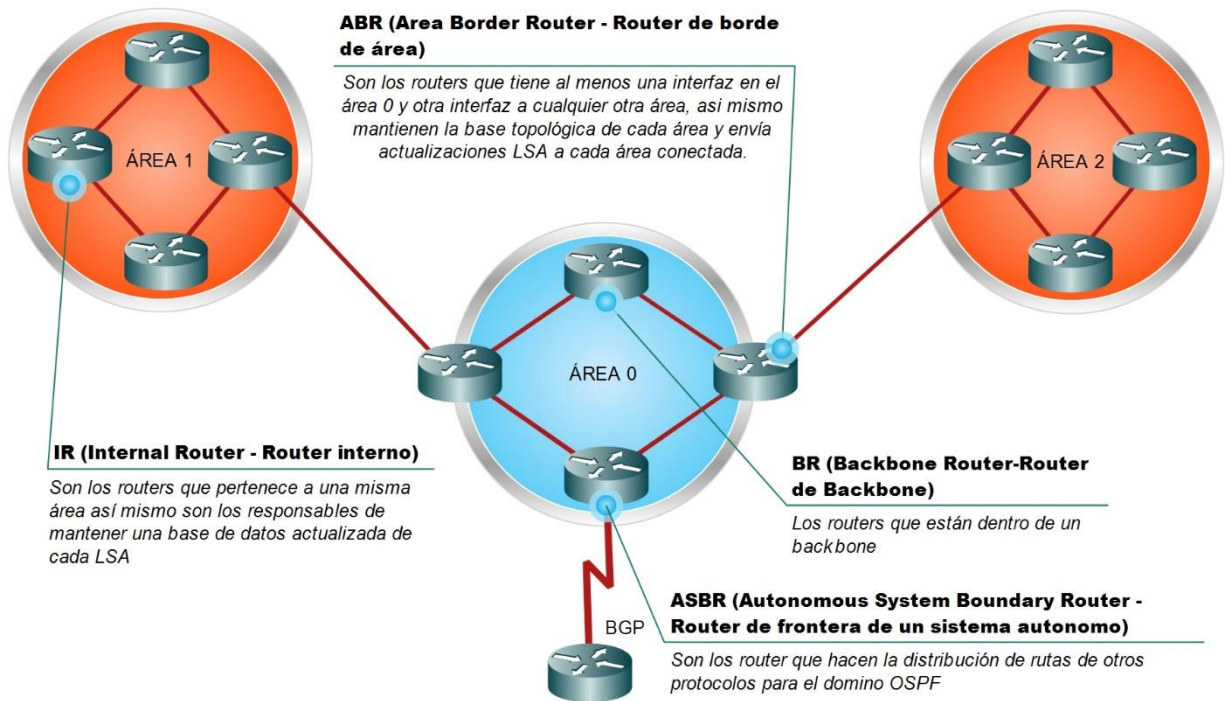 ABR (Area Border Router - Router de borde
de área)
Son los routers que tiene al menos una interfaz en el
área 0 y otra interfaz a cualquier otra área, asi mismo
mantienen la base topológica de cada área y envía
actualizaciones LSA a cada área conectada.
ÁREA 1
ÁREA 2
ÁREA 0
IR (Internal Router - Router interno)
Son los routers que pertenece a una misma
área así mismo son los responsables de
mantener una base de datos actualizada de
cada LSA
BR (Backbone Router-Router
de Backbone)
Los routers que están dentro de un
backbone
ASBR (Autonomous System Boundary Router -
Router de frontera de un sistema autonomo)
Son los router que hacen la distribución de rutas de otros
protocolos para el domino OSPF
BGP